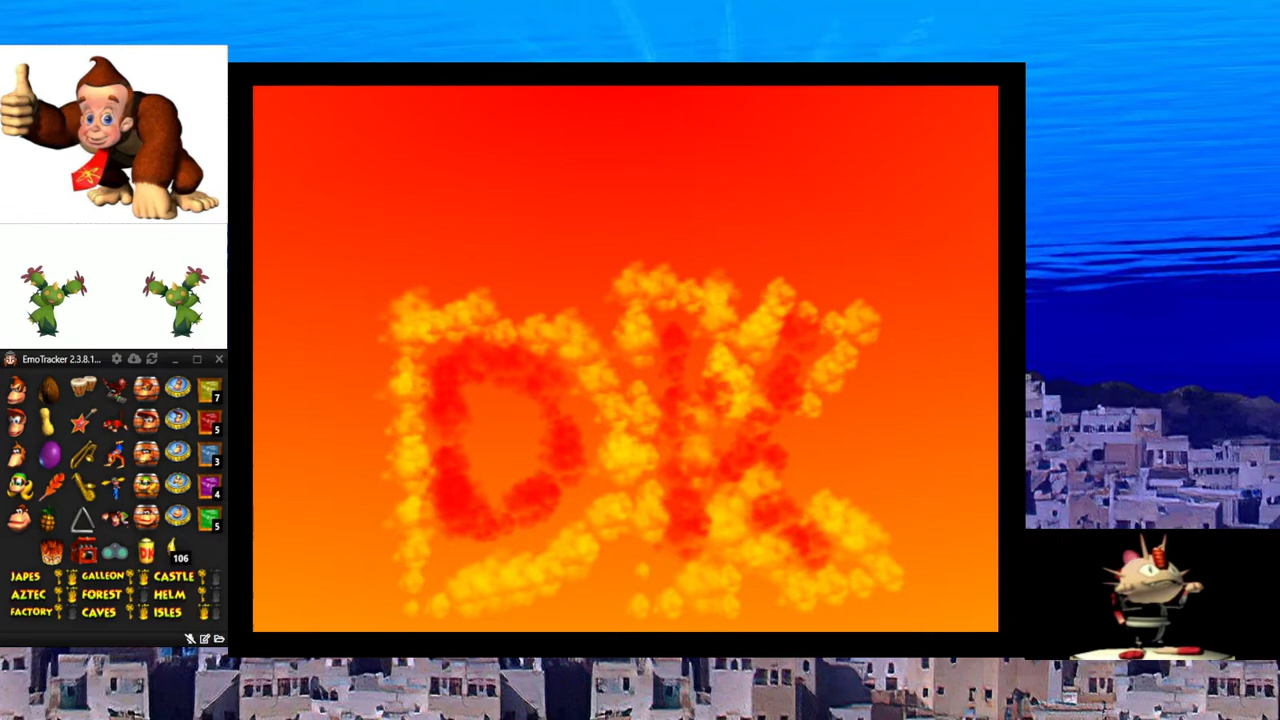 DK
EmoTracker 2.3.8.1...
7
5
3
4
5
DK
106
JAPES GALLEON CASTLE
AZTEC FOREST HELM
FACTORY CAVES ISLES